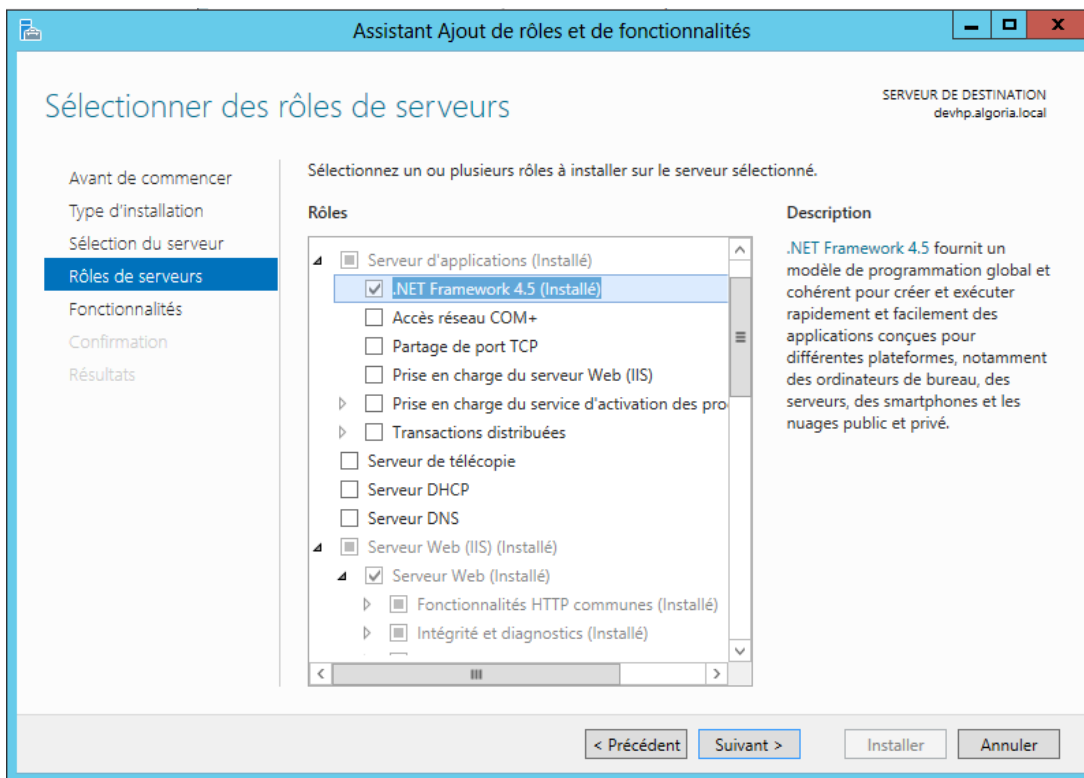 Assistant Ajout de rôles et de fonctionnalités
Sélectionner des rôles de serveurs
SERVEUR DE DESTINATION
devhp.algoria.local
Avant de commencer
Type d'installation
Sélection du serveur
Rôles de serveurs
Fonctionnalités
Confirmation
Résultats
Sélectionnez un ou plusieurs rôles à installer sur le serveur sélectionné.
Rôles
Serveur d'applications (Installé)
.NET Framework 4.5 (Installé)
Accès réseau COM+
Partage de port TCP
Prise en charge du serveur Web (IIS)
Prise en charge du service d'activation des pro
Transactions distribuées
Serveur de télécopie
Serveur DHCP
Serveur DNS
Serveur Web (IIS) (Installé)
Serveur Web (Installé)
Fonctionnalités HTTP communes (Installé)
Intégrité et diagnostics (Installé)
Description
.NET Framework 4.5 fournit un
modèle de programmation global et
cohérent pour créer et exécuter
rapidement et facilement des
applications conçues pour
différentes plateformes, notamment
des ordinateurs de bureau, des
serveurs, des smartphones et les
nuages public et privé.
< Précédent
Suivant >
Installer
Annuler